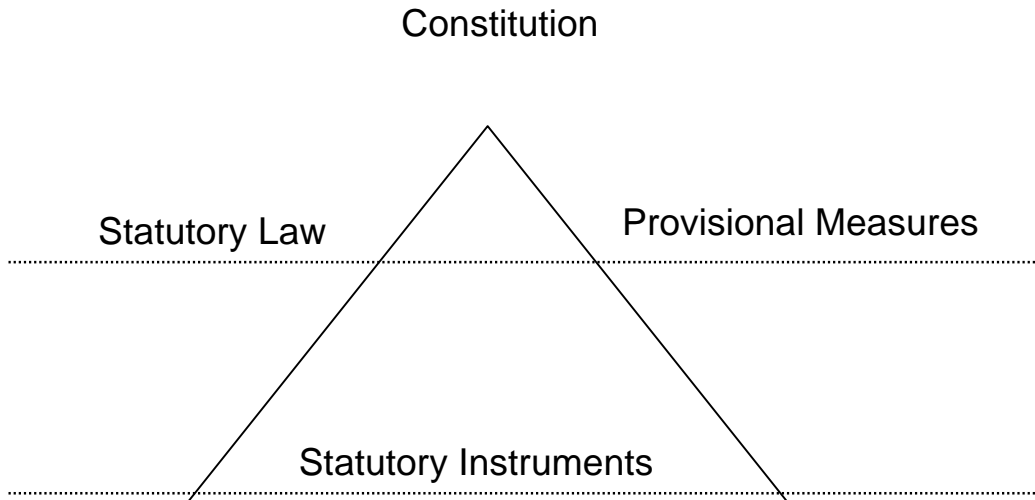 Constitution
Statutory Law
Provisional Measures
Statutory Instruments